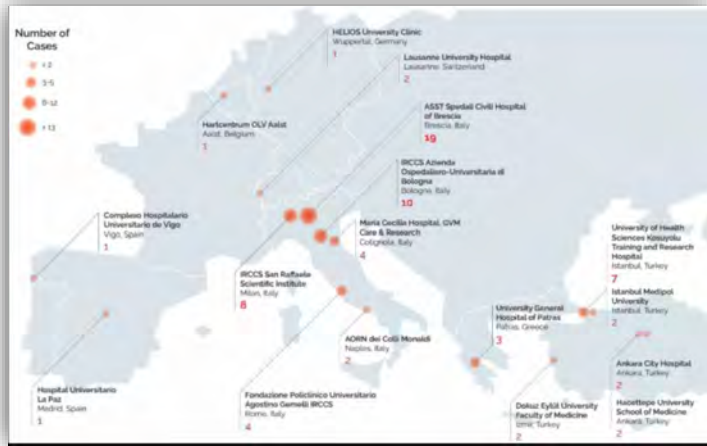 Number of
Cases
3-5
HELIOS University Clinic
Wuppertal, Germany
1
Lausanne University Hospital
Lausanne, Switzerland
2
Hartcentrum OLV Aalst
Aalst, Belgium
1
ASST Spedali Civili Hospital
of Brescia
Brescia, Italy
19
IRCCS Azienda
Ospedaliero-Universitaria di
Bologna
Bologna, Italy
10
Complexo Hospitalario
Universitario de Vigo
Vigo, Spain
1
Maria Cecilia Hospital, GVM
Care & Research
Cotignola, Italy
4
University of Health
Sciences Kosuyolu
Training and Research
Hospital
Istanbul, Turkey
7
IRCCS San Raffaele
Scientific Institute
Milan, Italy
8
Istanbul Medipol
University
Istanbul, Turkey
2
University General
Hospital of Patras
Patras, Greece
3
AORN dei Colli Monaldi
Naples, Italy
2
Ankara City Hospital
Ankara, Turkey
2
Hospital Universitario
La Paz
Madrid, Spain
1
Fondazione Policlinico Universitario
Agostino Gemelli IRCCS
Rome, Italy
4
Dokuz Eylül University
Faculty of Medicine
Izmir, Turkey
2
Hacettepe University
School of Medicine
Ankara, Turkey
2